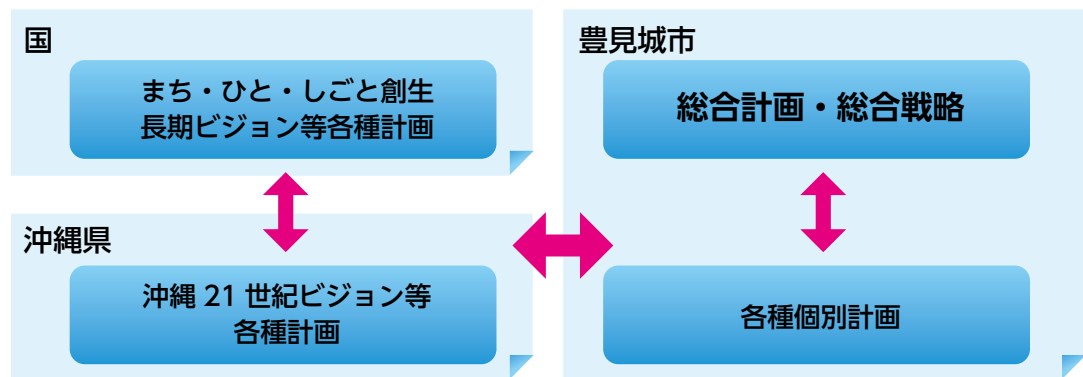 国
まち・ひと・しごと創生
長期ビジョン等各種計画
沖縄県
沖縄 21 世紀ビジョン等
各種計画
豊見城市
総合計画・総合戦略
各種個別計画